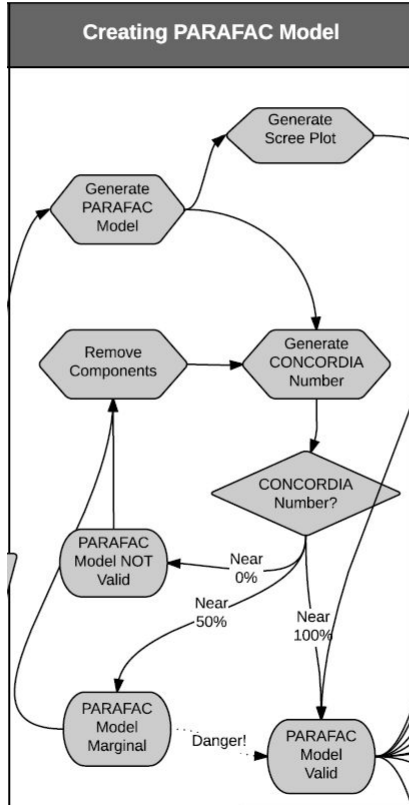 Creating PARAFAC Model
Generate
Scree Plot
Generate
PARAFAC
Model
Remove
Components
Generate
CONCORDIA
Number
CONCORDIA
Number?
PARAFAC
Model NOT
Valid
Near
0%
Near
50%
Near
100%
PARAFAC
Model
Marginal
Danger!
PARAFAC
Model
Valid